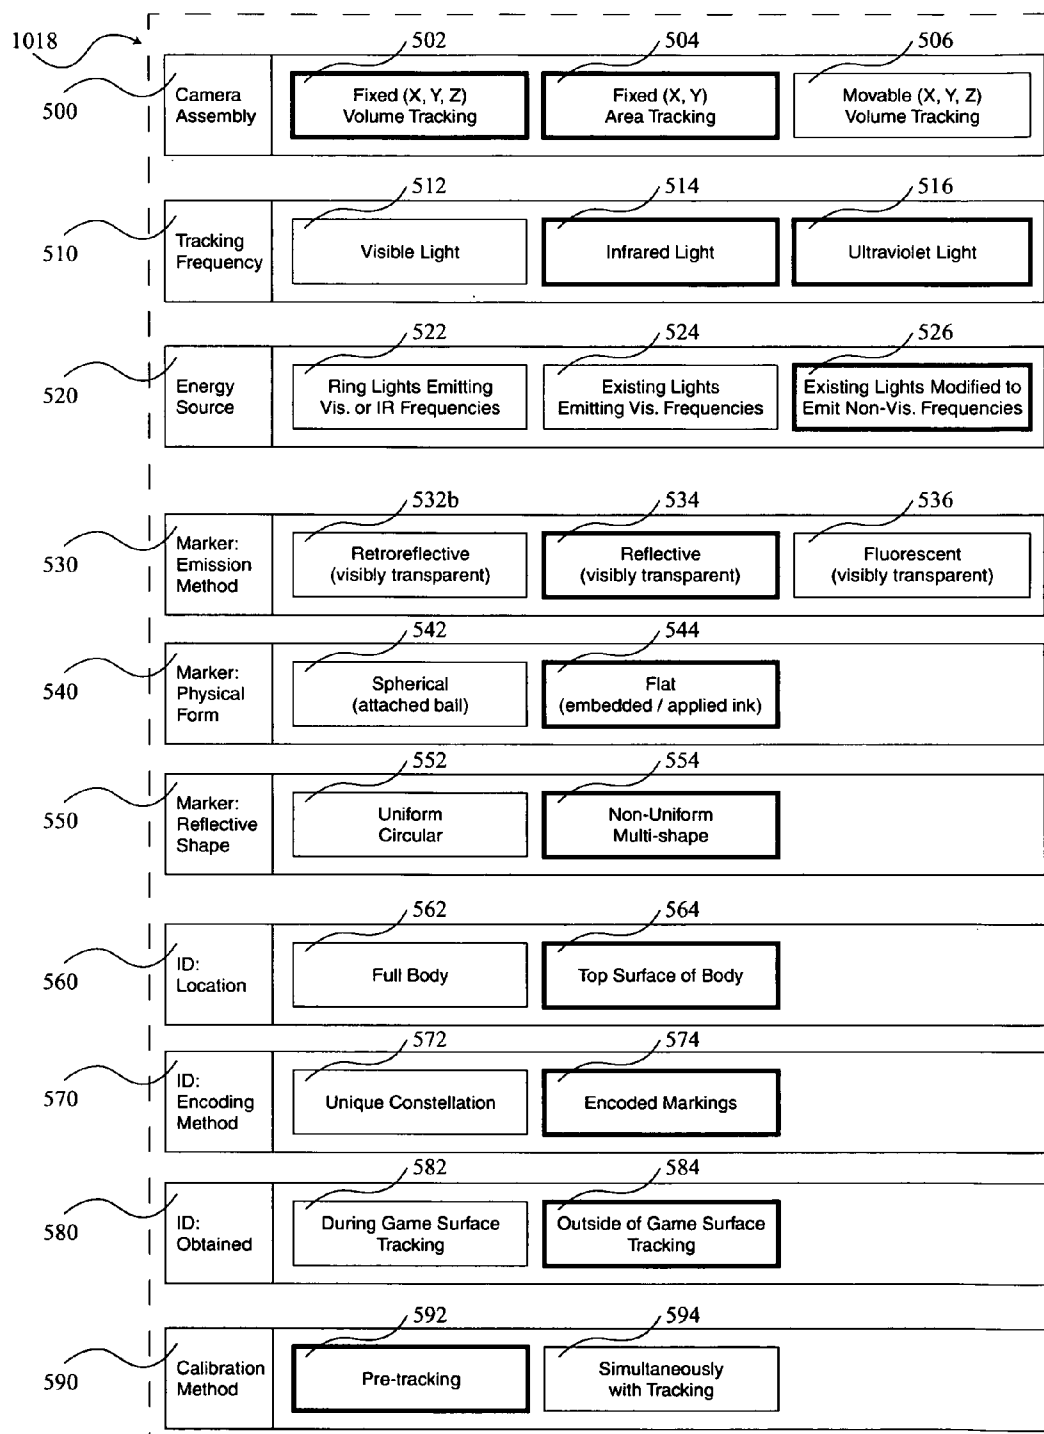 1018
502
504
506
500
Camera
Assembly
Fixed (X, Y, Z)
Volume Tracking
Fixed (X, Y)
Area Tracking
Movable (X, Y, Z)
Volume Tracking
512
514
516
510
Tracking
Frequency
Visible Light
Infrared Light
Ultraviolet Light
522
524
526
520
Energy
Source
Ring Lights Emitting
Vis. or IR Frequencies
Existing Lights
Emitting Vis. Frequencies
Existing Lights Modified to
Emit Non-Vis. Frequencies
532b
534
536
530
Marker:
Emission
Method
Retroreflective
(visibly transparent)
Reflective
(visibly transparent)
Fluorescent
(visibly transparent)
542
544
540
Marker:
Physical
Form
Spherical
(attached ball)
Flat
(embedded / applied ink)
552
554
550
Marker:
Reflective
Shape
Uniform
Circular
Non-Uniform
Multi-shape
562
564
560
ID:
Location
Full Body
Top Surface of Body
572
574
570
ID:
Encoding
Method
Unique Constellation
Encoded Markings
582
584
580
ID:
Obtained
During Game Surface
Tracking
Outside of Game Surface
Tracking
592
594
590
Calibration
Method
Pre-tracking
Simultaneously
with Tracking